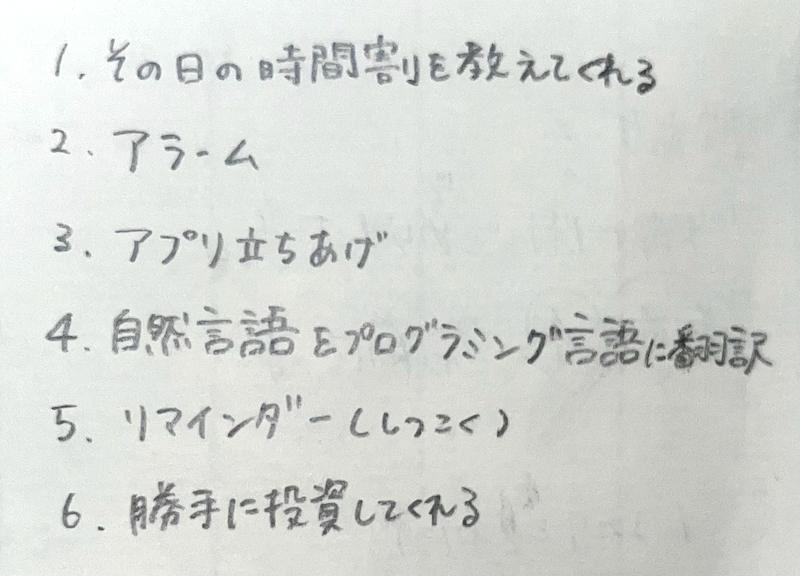 1. その日の時間割を教えてくれる
2. アラーム
3. アプリ立ちあげ
4. 自然言語をプログラミング言語に翻訳
5. リマインダー(しつこく)
6. 勝手に投資してくれる